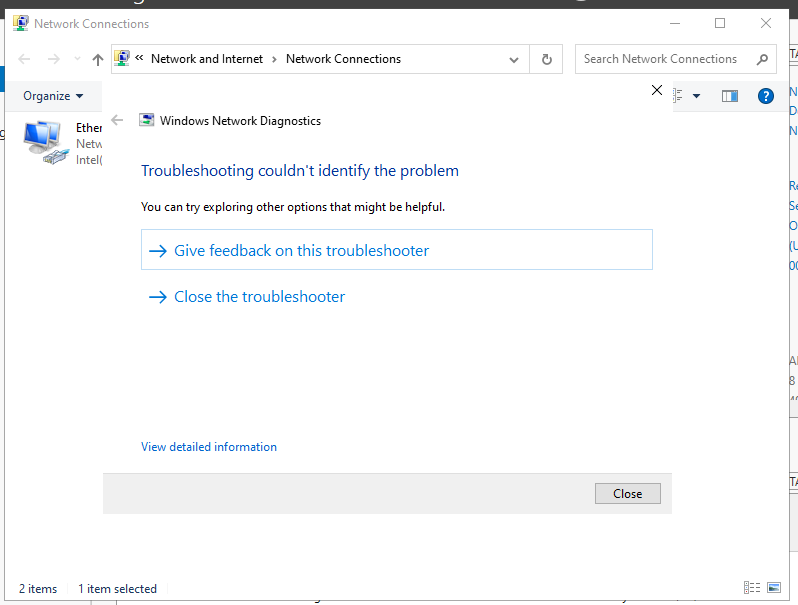 Network Connections
« Network and Internet › Network Connections
Search Network Connections
Organize
Ether
Netw
Intel(
Windows Network Diagnostics
Troubleshooting couldn't identify the problem
You can try exploring other options that might be helpful.
Give feedback on this troubleshooter
Close the troubleshooter
View detailed information
Close
2 items
1 item selected